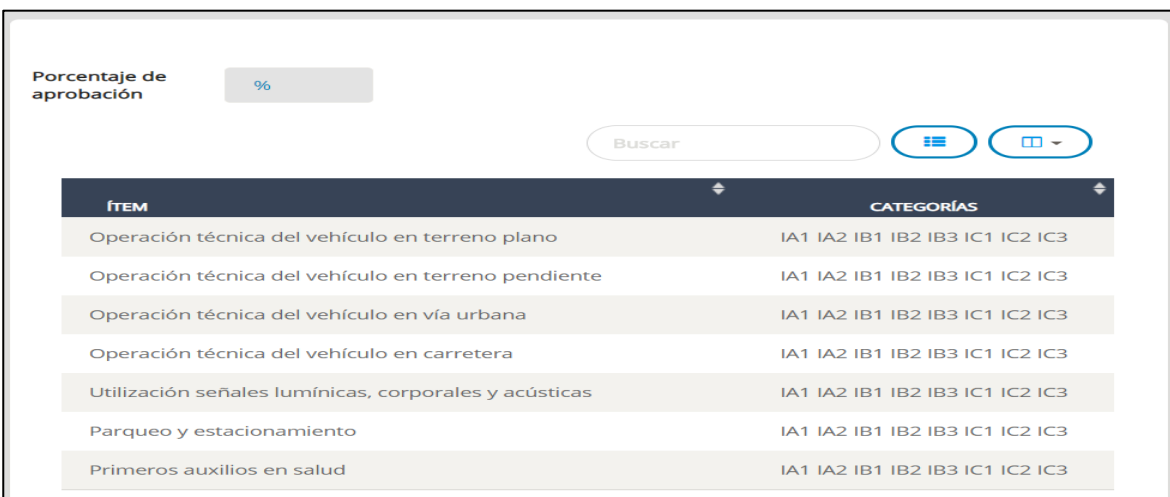 Porcentaje de
aprobación
%
Buscar
ÍTEM CATEGORÍAS
Operación técnica del vehículo en terreno plano IA1 IA2 IB1 IB2 IB3 IC1 IC2 IC3
Operación técnica del vehículo en terreno pendiente IA1 IA2 IB1 IB2 IB3 IC1 IC2 IC3
Operación técnica del vehículo en vía urbana IA1 IA2 IB1 IB2 IB3 IC1 IC2 IC3
Operación técnica del vehículo en carretera IA1 IA2 IB1 IB2 IB3 IC1 IC2 IC3
Utilización señales lumínicas, corporales y acústicas IA1 IA2 IB1 IB2 IB3 IC1 IC2 IC3
Parqueo y estacionamiento IA1 IA2 IB1 IB2 IB3 IC1 IC2 IC3
Primeros auxilios en salud IA1 IA2 IB1 IB2 IB3 IC1 IC2 IC3